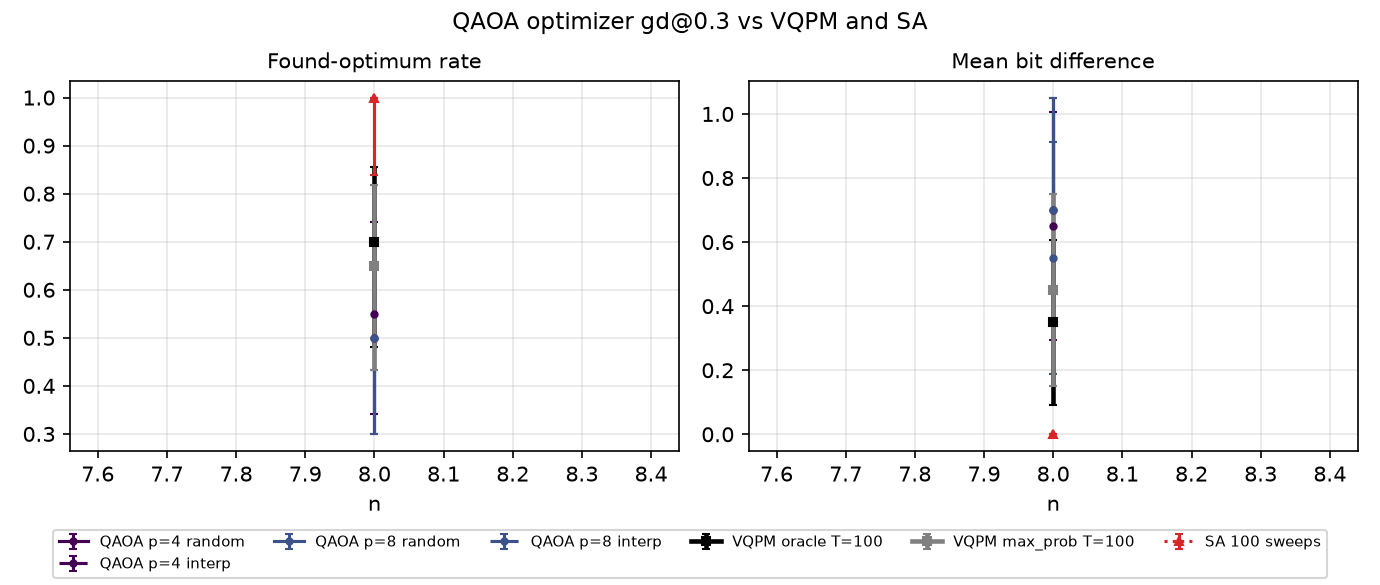 QAOA optimizer gd@0.3 vs VQPM and SA
Found-optimum rate
1.0
0.9
0.8
0.7
0.6
0.5
0.4
0.3
7.6 7.7 7.8 7.9 8.0 8.1 8.2 8.3 8.4
n
Mean bit difference
1.0
0.8
0.6
0.4
0.2
0.0
7.6 7.7 7.8 7.9 8.0 8.1 8.2 8.3 8.4
n
QAOA p=4 random QAOA p=8 random QAOA p=8 interp VQPM oracle T=100 VQPM max_prob T=100 SA 100 sweeps
QAOA p=4 interp